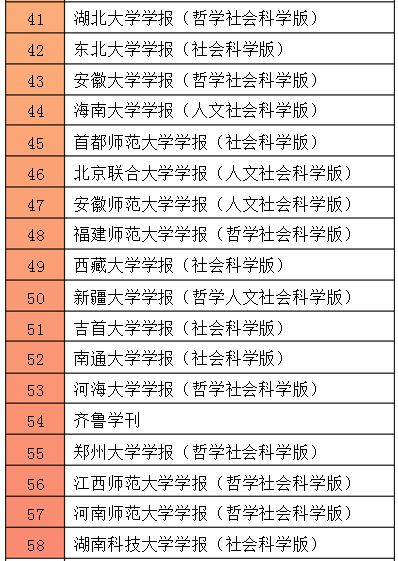 41 湖北大学学报（哲学社会科学版）
42 东北大学学报（社会科学版）
43 安徽大学学报（哲学社会科学版）
44 海南大学学报（人文社会科学版）
45 首都师范大学学报（社会科学版）
46 北京联合大学学报（人文社会科学版）
47 安徽师范大学学报（人文社会科学版）
48 福建师范大学学报（哲学社会科学版）
49 西藏大学学报（社会科学版）
50 新疆大学学报（哲学人文社会科学版）
51 吉首大学学报（社会科学版）
52 南通大学学报（社会科学版）
53 河海大学学报（哲学社会科学版）
54 齐鲁学刊
55 郑州大学学报（哲学社会科学版）
56 江西师范大学学报（哲学社会科学版）
57 河南师范大学学报（哲学社会科学版）
58 湖南科技大学学报（社会科学版）